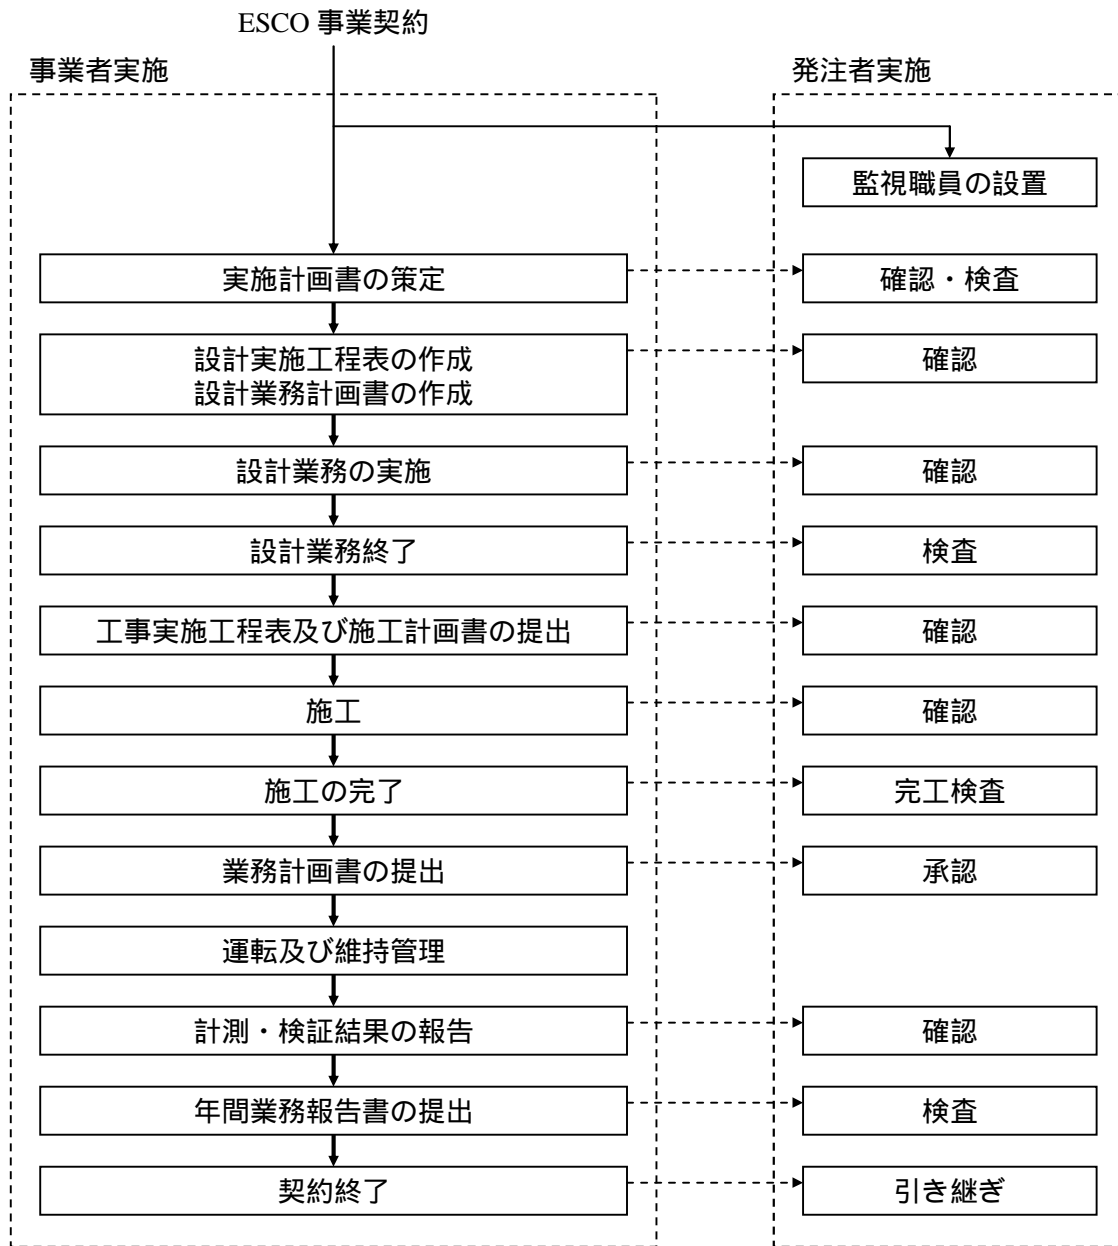 ESCO 事業契約
事業者実施
発注者実施
監視職員の設置
実施計画書の策定
確認・検査
設計実施工程表の作成
設計業務計画書の作成
確認
設計業務の実施
確認
設計業務終了
検査
工事実施工程表及び施工計画書の提出
確認
施工
確認
施工の完了
完工検査
業務計画書の提出
承認
運転及び維持管理
計測・検証結果の報告
確認
年間業務報告書の提出
検査
契約終了
引き継ぎ